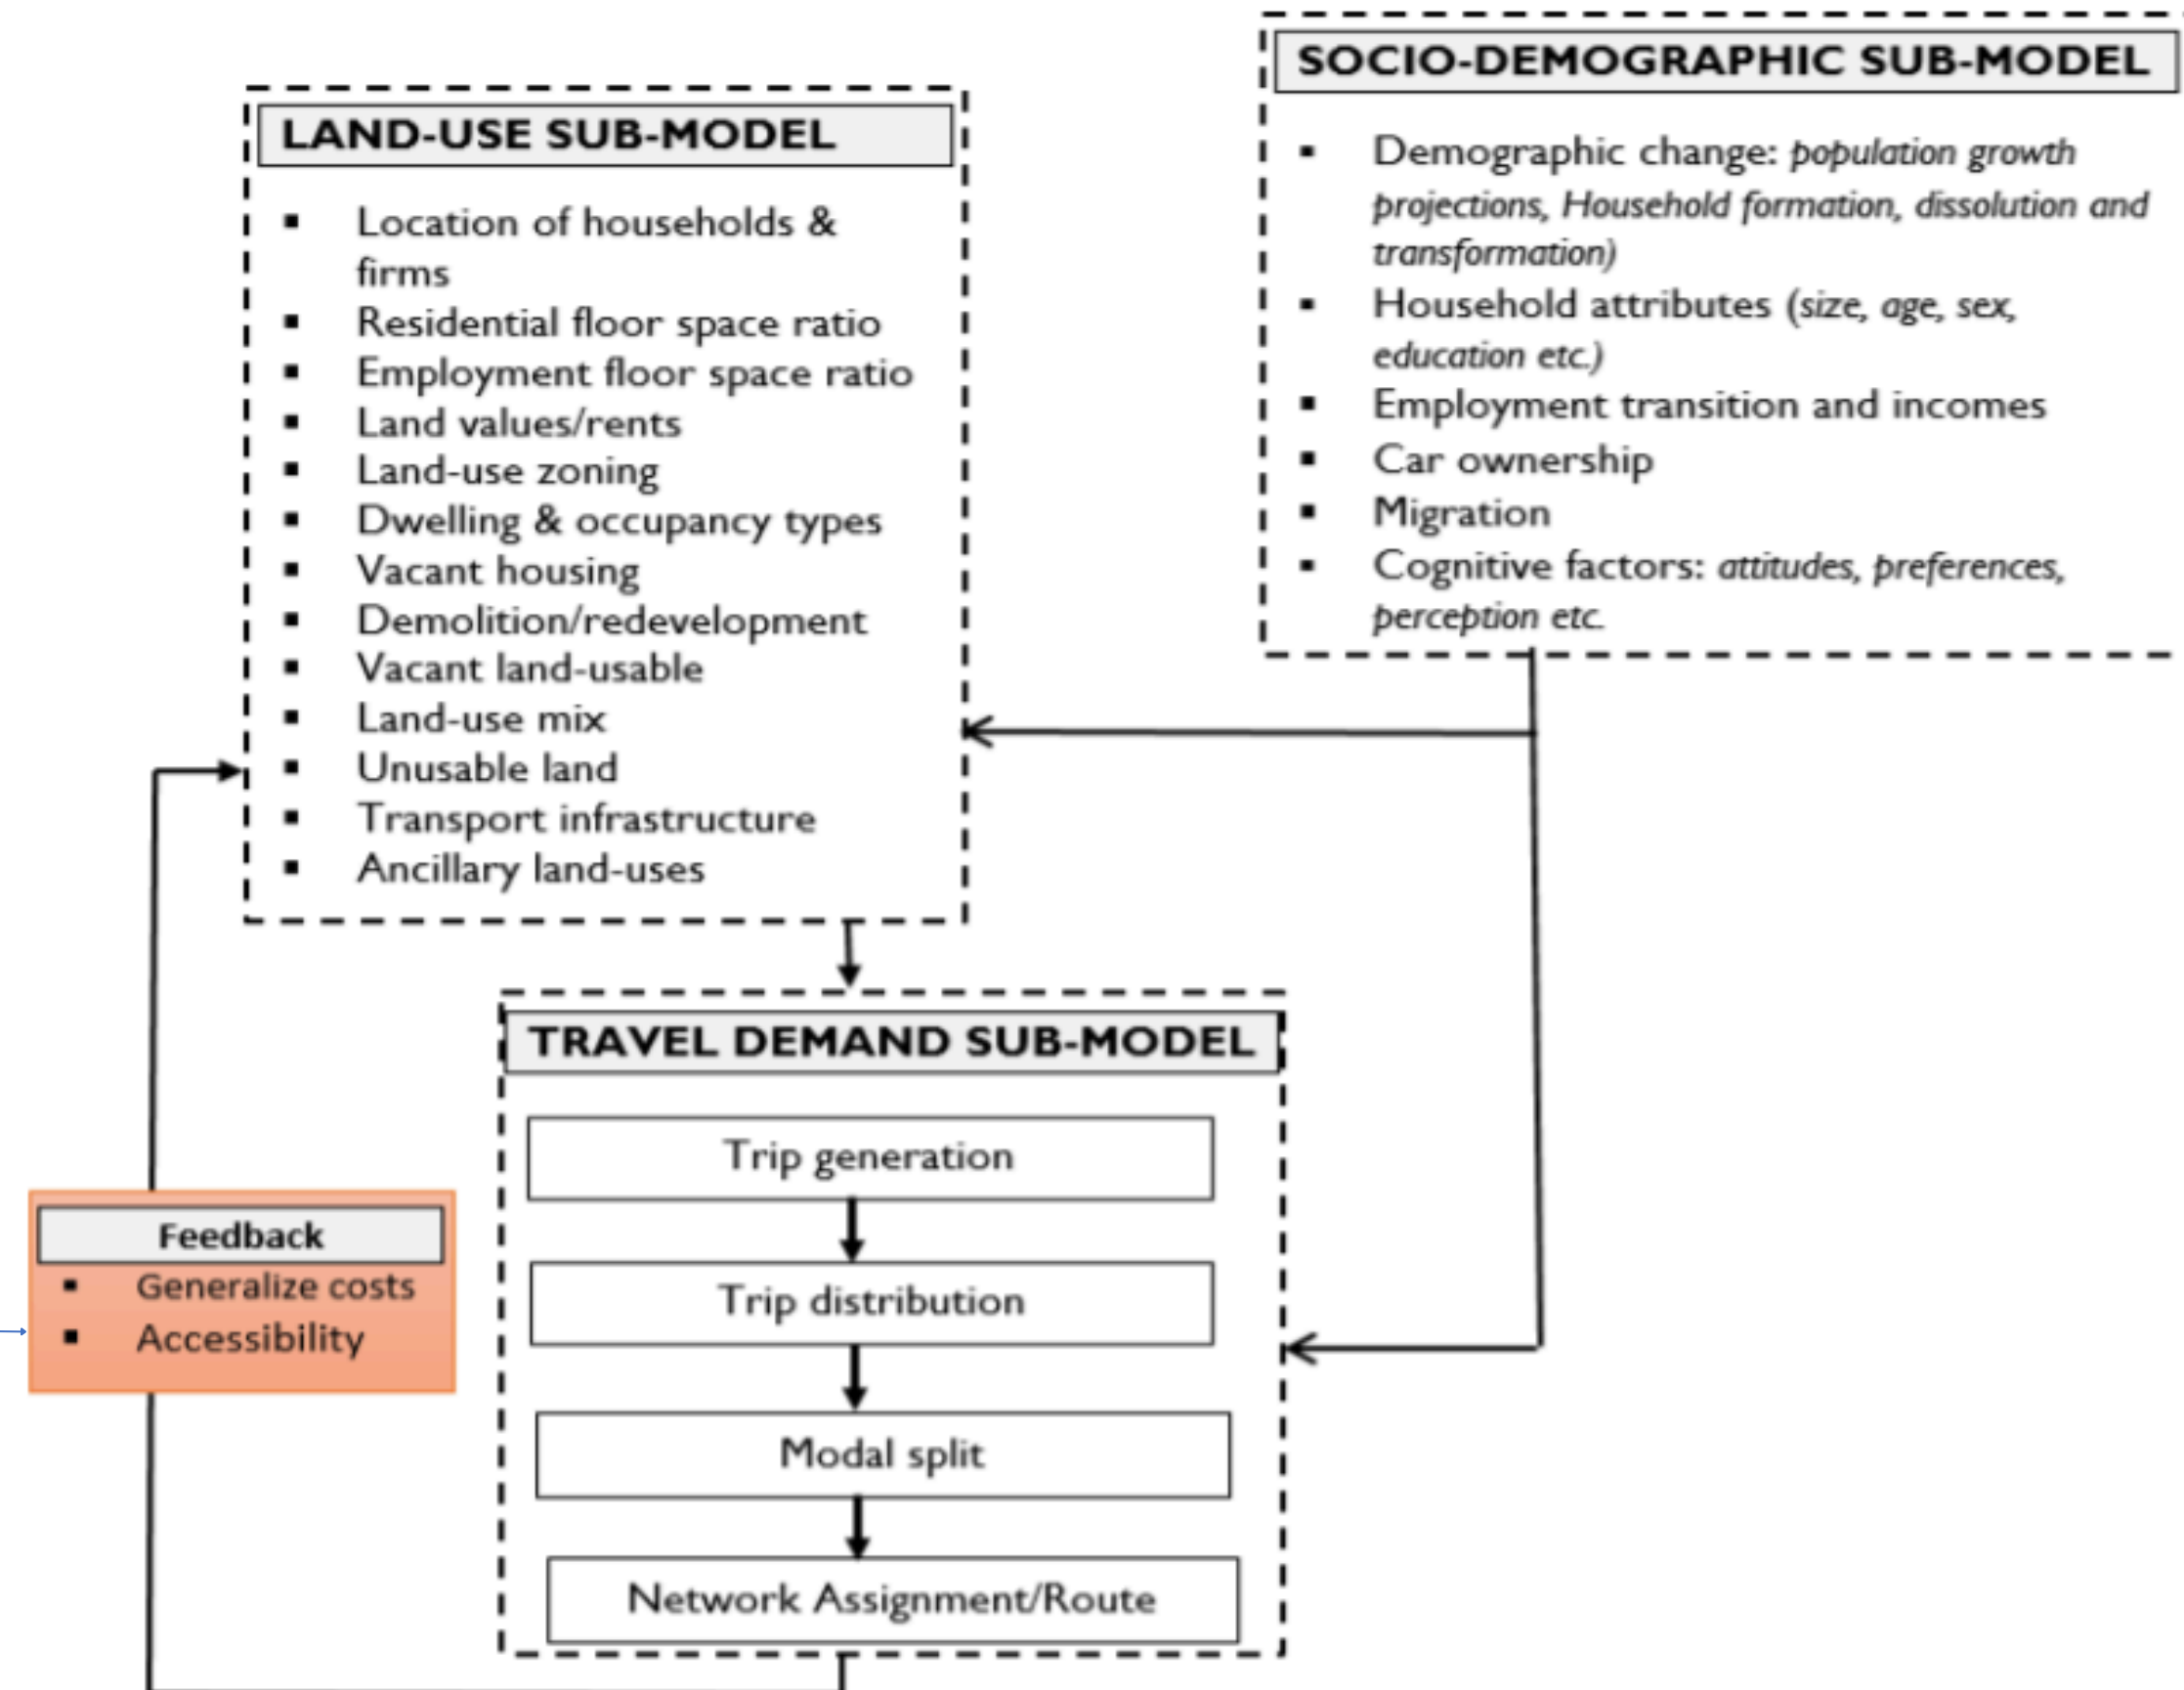 SOCIO-DEMOGRAPHIC SUB-MODEL
▪ Demographic change: population growth
projections, Household formation, dissolution and
transformation)
▪ Household attributes (size, age, sex,
education etc.)
▪ Employment transition and incomes
▪ Car ownership
▪ Migration
▪ Cognitive factors: attitudes, preferences,
perception etc.
LAND-USE SUB-MODEL
▪ Location of households &
firms
▪ Residential floor space ratio
▪ Employment floor space ratio
▪ Land values/rents
▪ Land-use zoning
▪ Dwelling & occupancy types
▪ Vacant housing
▪ Demolition/redevelopment
▪ Vacant land-usable
▪ Land-use mix
▪ Unusable land
▪ Transport infrastructure
▪ Ancillary land-uses
TRAVEL DEMAND SUB-MODEL
Trip generation
Trip distribution
Modal split
Network Assignment/Route
Feedback
▪ Generalize costs
▪ Accessibility